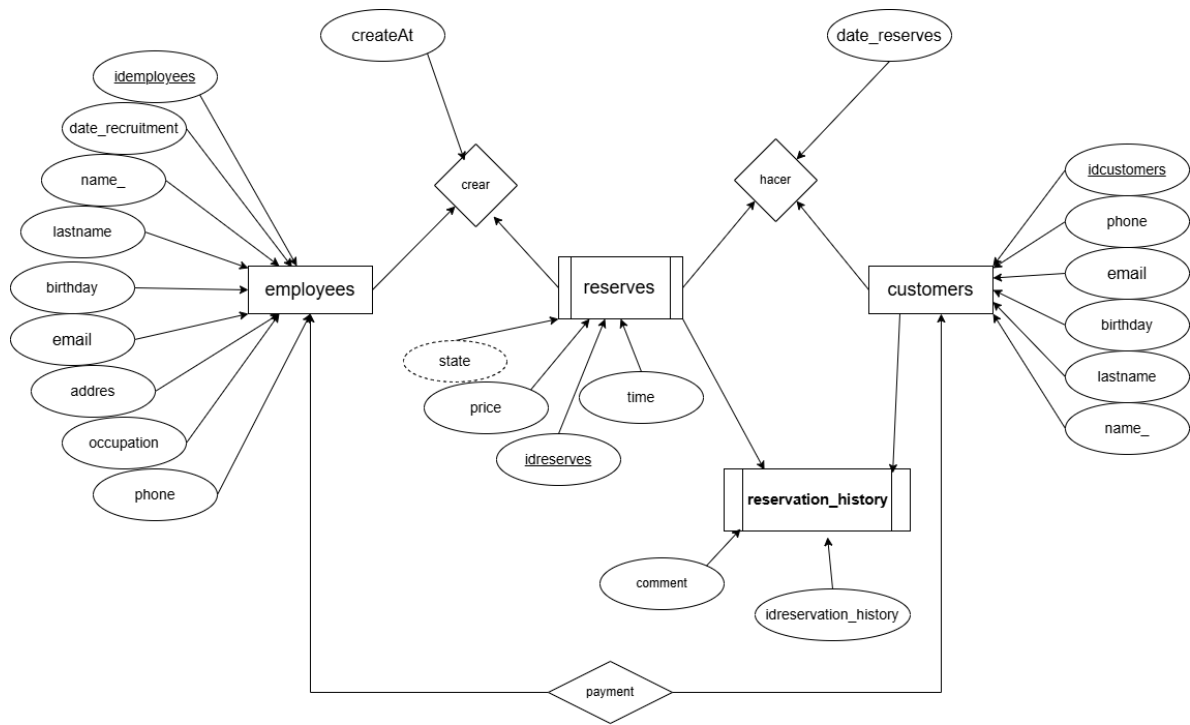 createAt
date_reserves
idemployees
date_recruitment
name_
lastname
birthday
email
addres
occupation
phone
crear
hacer
idcustomers
phone
email
birthday
lastname
name_
employees
reserves
customers
state
price
time
idreserves
reservation_history
comment
idreservation_history
payment